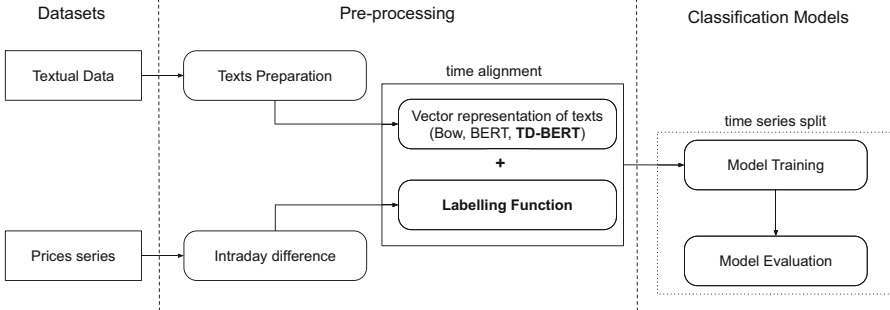 Datasets
Pre-processing
Classification Models
Textual Data
Texts Preparation
time alignment
Vector representation of texts
(Bow, BERT, TD-BERT)
+
Labelling Function
Prices series
Intraday difference
time series split
Model Training
Model Evaluation